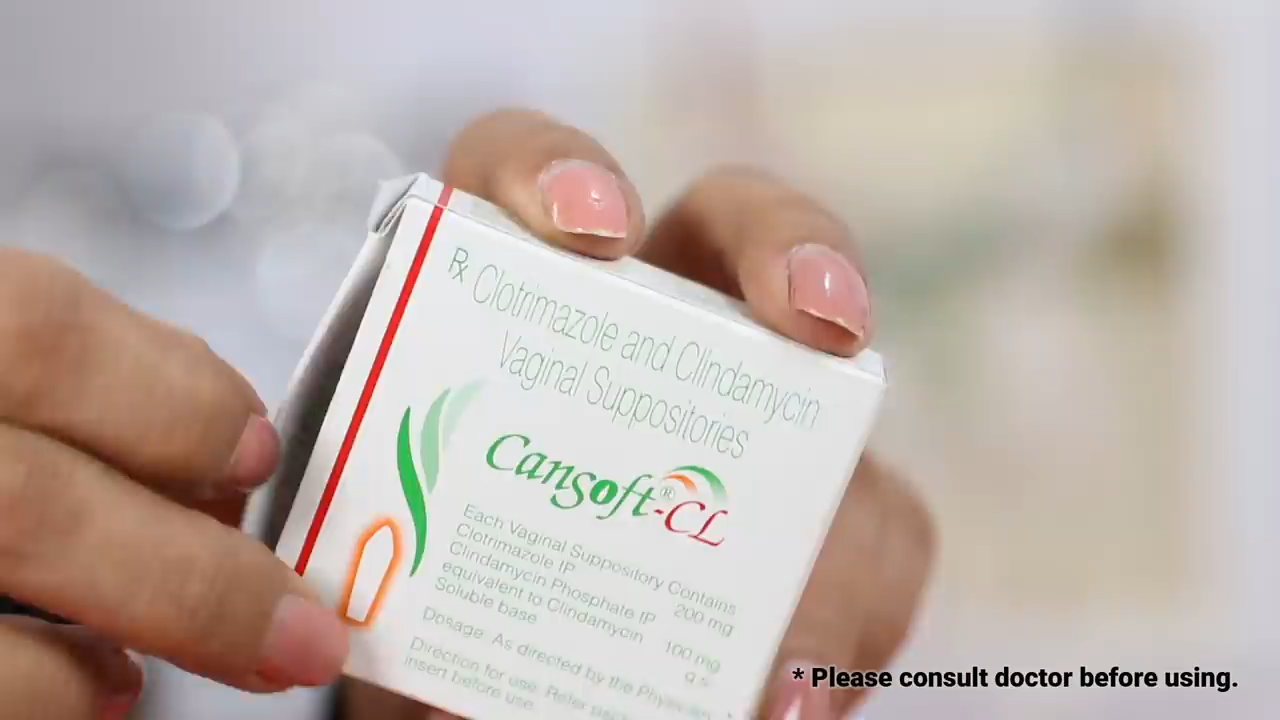 Rx Clotrimazole and Clindamycin
Vaginal Suppositories
Cansoft®-CL
Each Vaginal Suppository Contains
Clotrimazole IP 200 mg
Clindamycin Phosphate IP
equivalent to Clindamycin 100 mg
Soluble base q.s.
Dosage: As directed by the Physician.
Direction for use: Refer
insert before use.
* Please consult doctor before using.